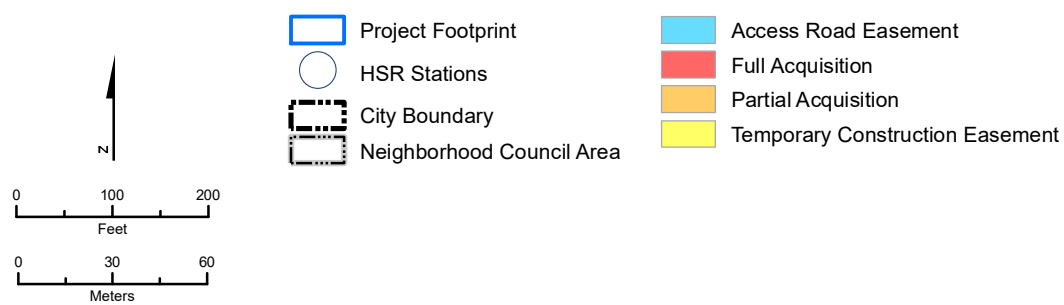 N
0 100 200
Feet
0 30 60
Meters
Project Footprint
HSR Stations
City Boundary
Neighborhood Council Area
Access Road Easement
Full Acquisition
Partial Acquisition
Temporary Construction Easement